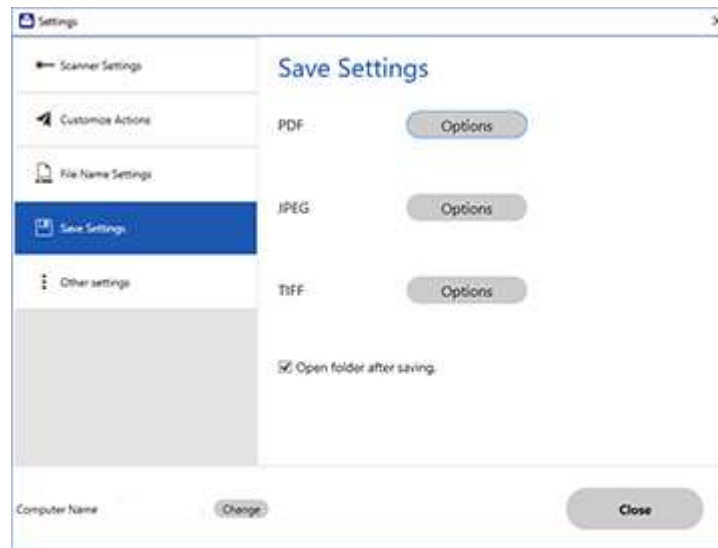 Settings
Scanner Settings
Customize Actions
File Name Settings
Save Settings
Other settings
Save Settings
PDF Options
JPEG Options
TIFF Options
Open folder after saving.
Computer Name Change
Close